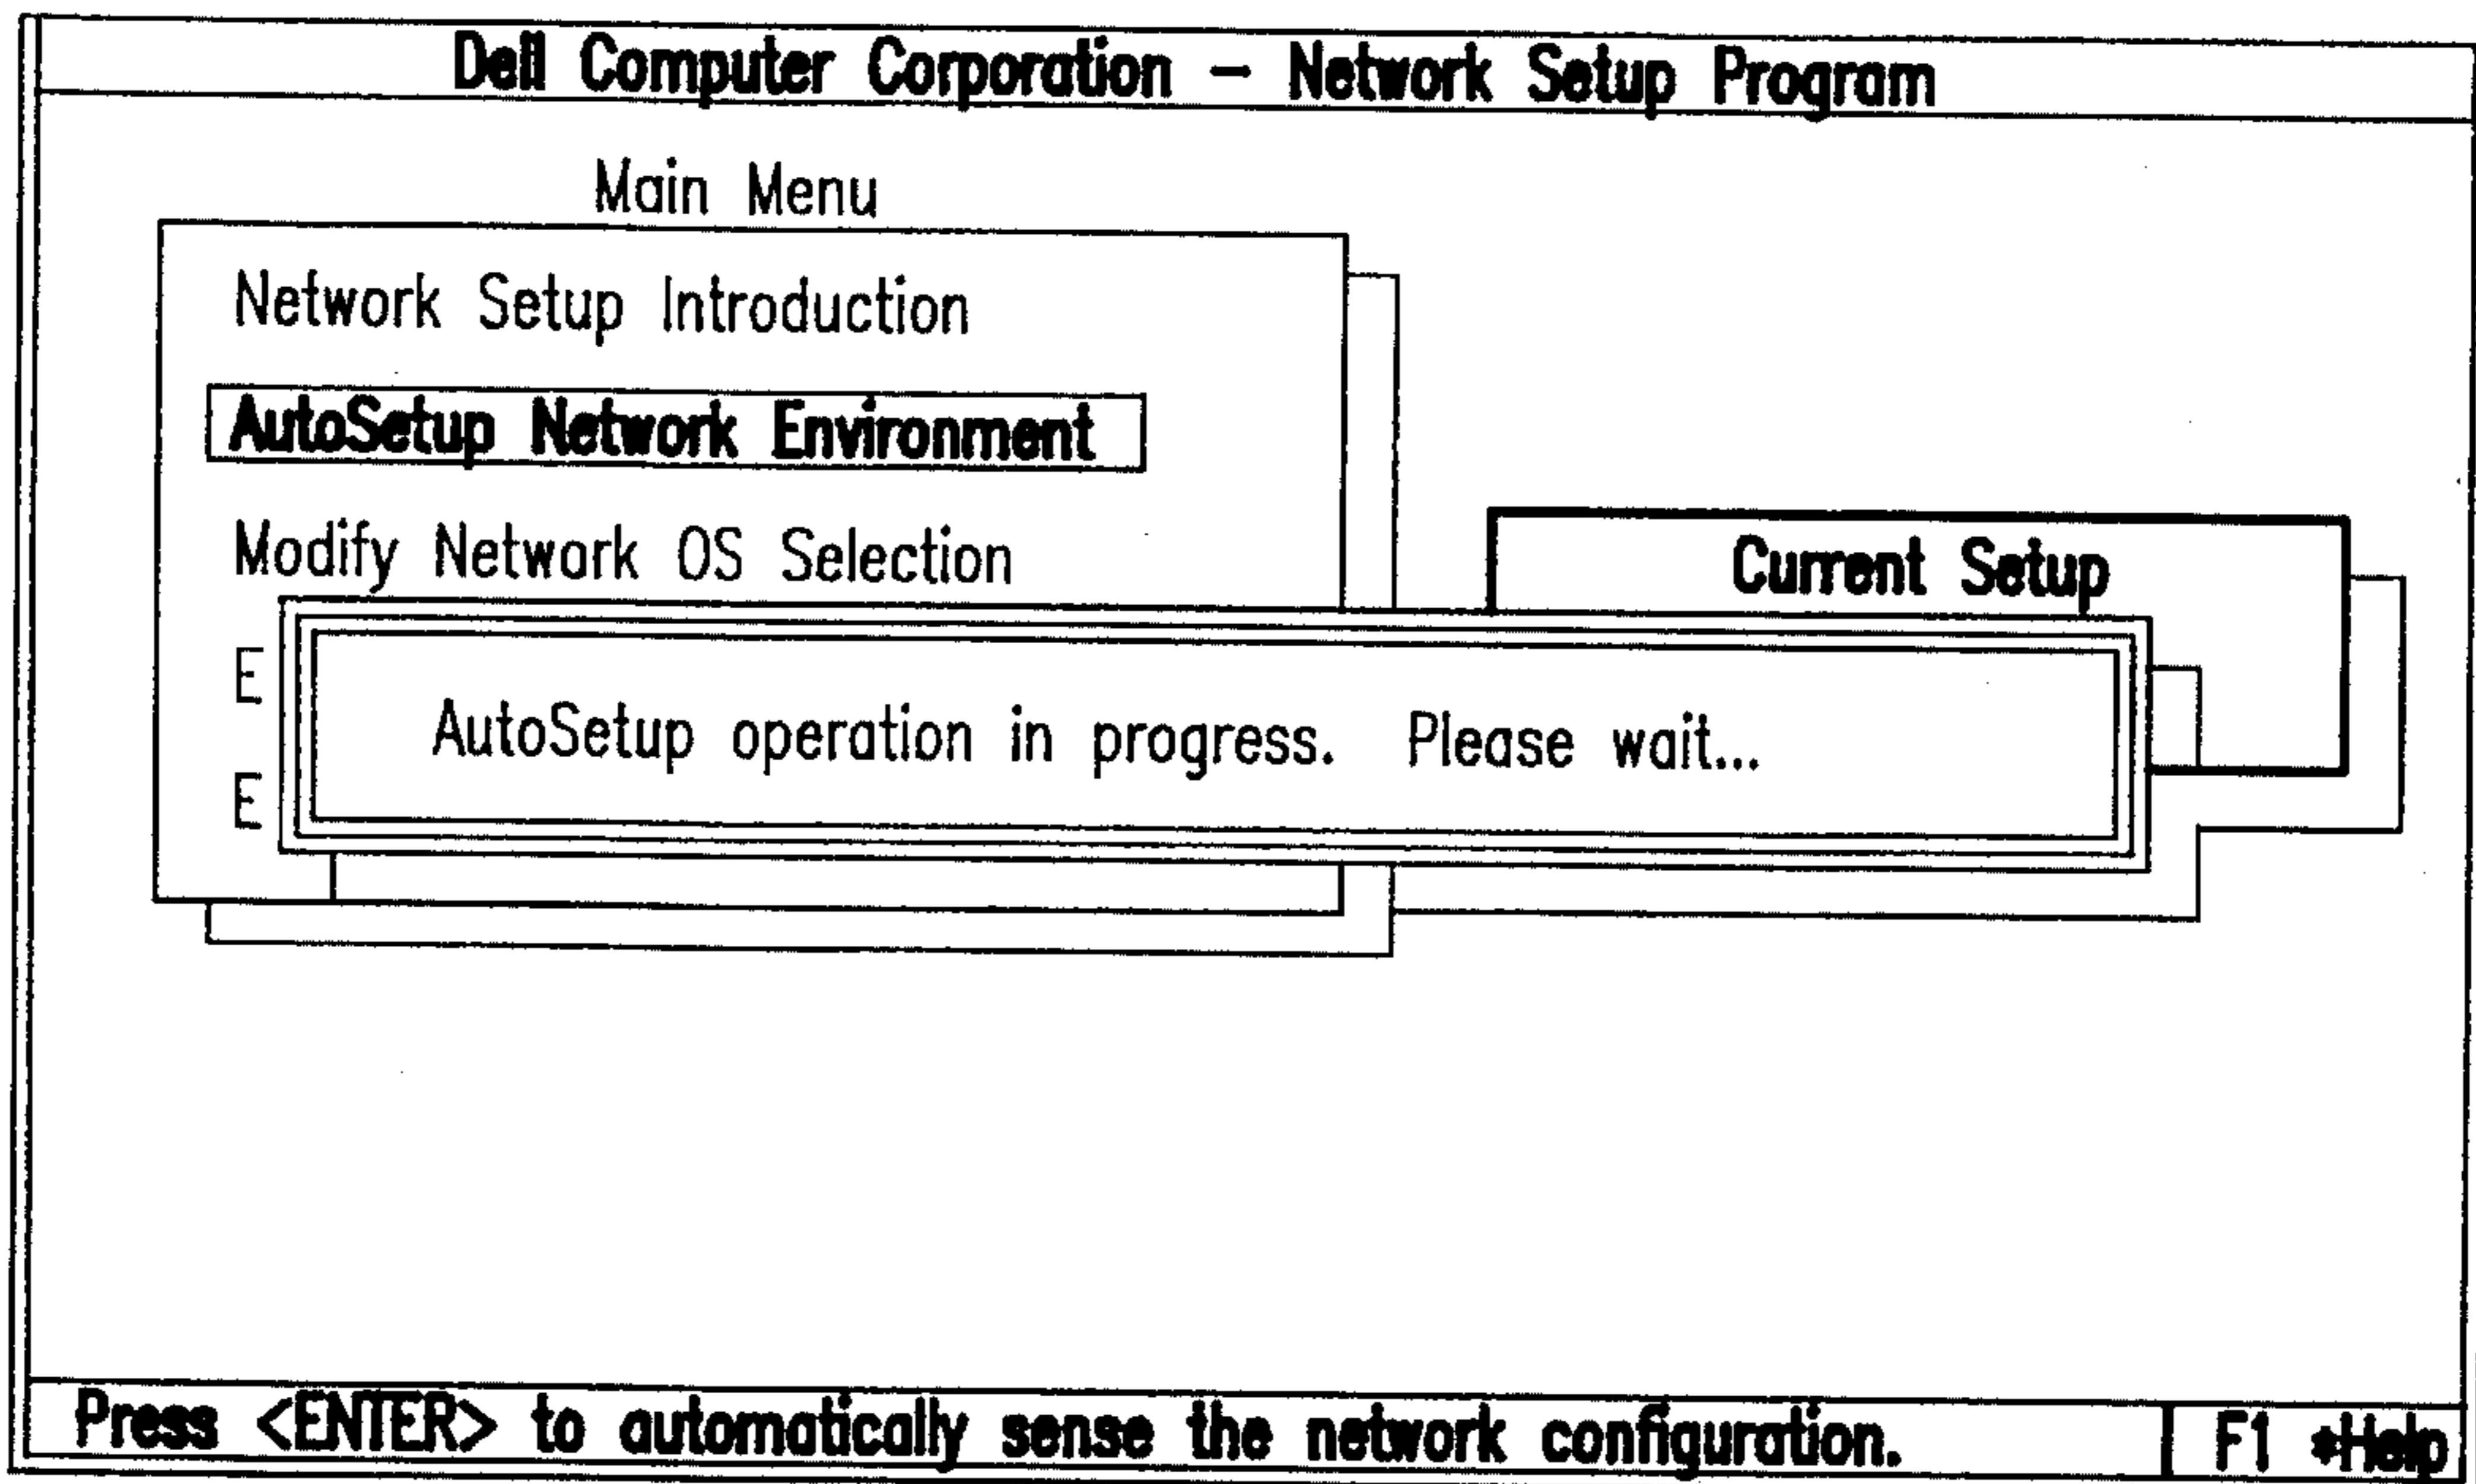 Dell Computer Corporation – Network Setup Program
Main Menu
Network Setup Introduction
AutoSetup Network Environment
Modify Network OS Selection
Current Setup
E
AutoSetup operation in progress. Please wait...
E
Press <ENTER> to automatically sense the network configuration.
F1 *Help